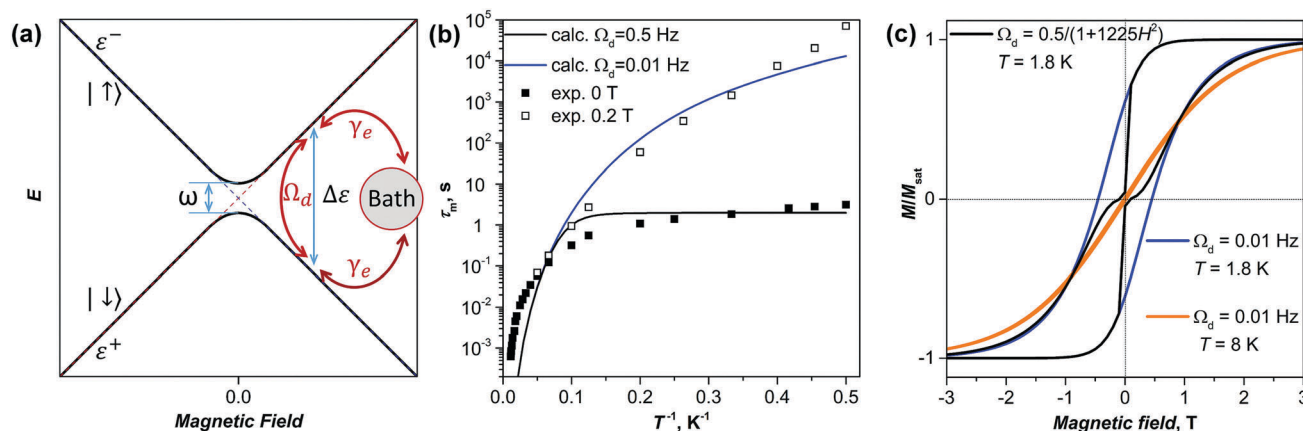 (a)
ε⁻
|↑⟩
E
ω
Ω_d
Δε
γ_e
Bath
γ_e
|↓⟩
ε⁺
0.0
Magnetic Field
(b)
10⁵
10⁴
10³
10²
10¹
10⁰
10⁻¹
10⁻²
10⁻³
τ_m, s
calc. Ω_d=0.5 Hz
calc. Ω_d=0.01 Hz
exp. 0 T
exp. 0.2 T
0.0 0.1 0.2 0.3 0.4 0.5
T⁻¹, K⁻¹
(c)
1
0
-1
M/M_sat
Ω_d = 0.5/(1+1225H²)
T = 1.8 K
Ω_d = 0.01 Hz
T = 1.8 K
Ω_d = 0.01 Hz
T = 8 K
-3 -2 -1 0 1 2 3
Magnetic field, T